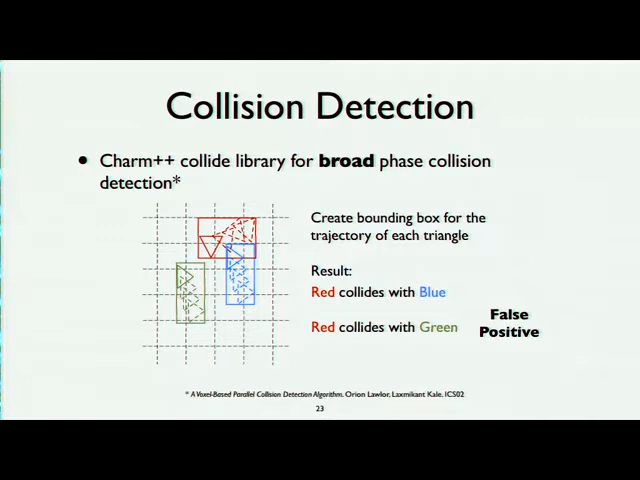 Collision Detection
• Charm++ collide library for broad phase collision
detection*
Create bounding box for the
trajectory of each triangle
Result:
Red collides with Blue
Red collides with Green
False
Positive
* A Voxel-Based Parallel Collision Detection Algorithm. Orion Lawlor, Laxmikant Kale. ICS02
23